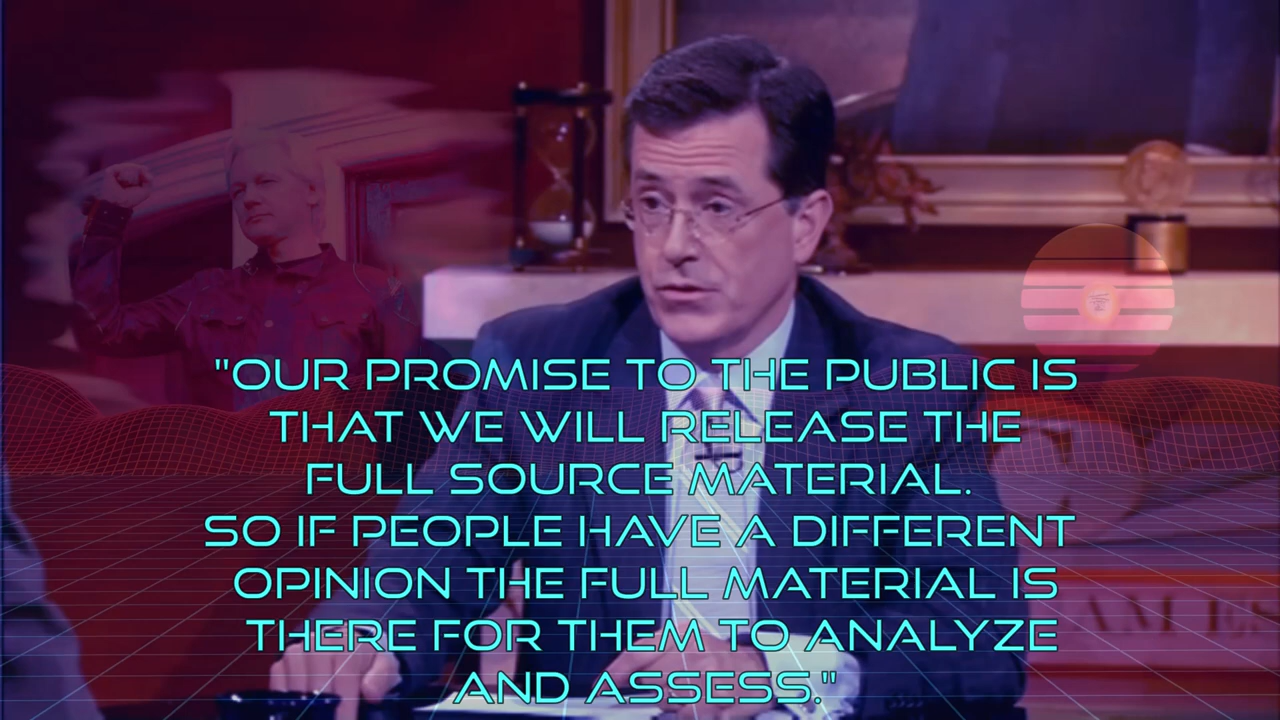 "OUR PROMISE TO THE PUBLIC IS
THAT WE WILL RELEASE THE
FULL SOURCE MATERIAL.
SO IF PEOPLE HAVE A DIFFERENT
OPINION THE FULL MATERIAL IS
THERE FOR THEM TO ANALYZE
AND ASSESS."